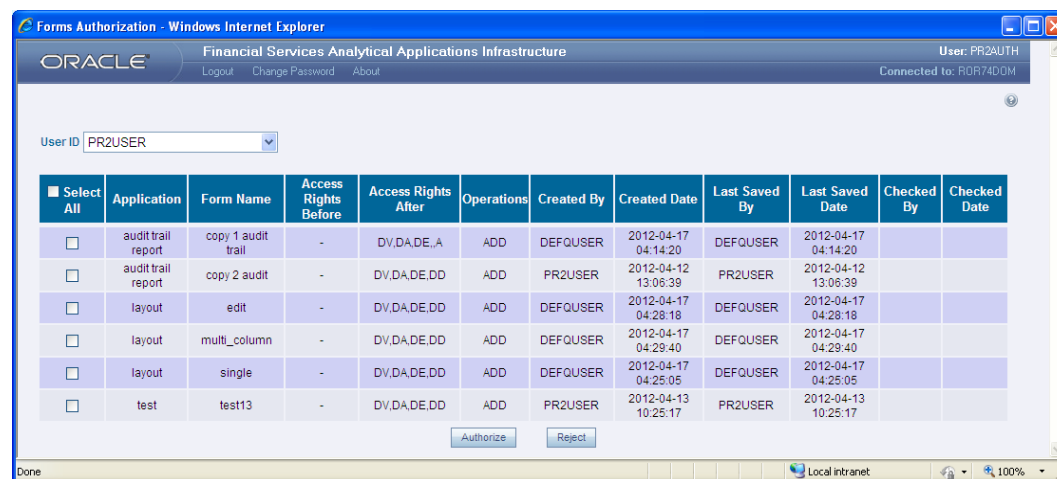 Forms Authorization - Windows Internet Explorer
ORACLE
Financial Services Analytical Applications Infrastructure
User: PR2AUTH
Logout Change Password About
Connected to: ROR74DOM
User ID PR2USER
Select All Application Form Name Access Rights Before Access Rights After Operations Created By Created Date Last Saved By Last Saved Date Checked By Checked Date
audit trail report copy 1 audit trail - DV,DA,DE,,A ADD DEFQUSER 2012-04-17 04:14:20 DEFQUSER 2012-04-17 04:14:20
audit trail report copy 2 audit - DV,DA,DE,DD ADD PR2USER 2012-04-12 13:06:39 PR2USER 2012-04-12 13:06:39
layout edit - DV,DA,DE,DD ADD DEFQUSER 2012-04-17 04:28:18 DEFQUSER 2012-04-17 04:28:18
layout multi_column - DV,DA,DE,DD ADD DEFQUSER 2012-04-17 04:29:40 DEFQUSER 2012-04-17 04:29:40
layout single - DV,DA,DE,DD ADD DEFQUSER 2012-04-17 04:25:05 DEFQUSER 2012-04-17 04:25:05
test test13 - DV,DA,DE,DD ADD PR2USER 2012-04-13 10:25:17 PR2USER 2012-04-13 10:25:17
Authorize Reject
Done Local intranet 100%